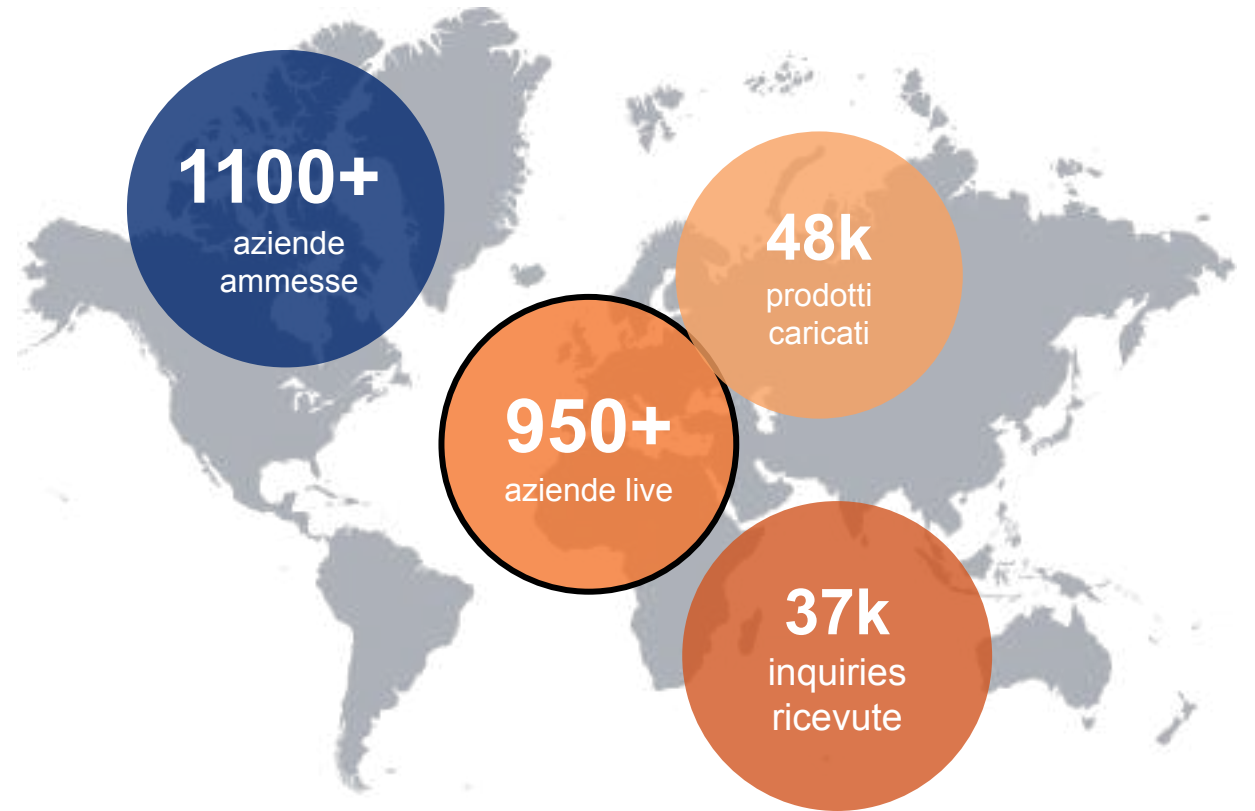 1100+
aziende
ammesse
48k
prodotti
caricati
950+
aziende live
37k
inquiries
ricevute